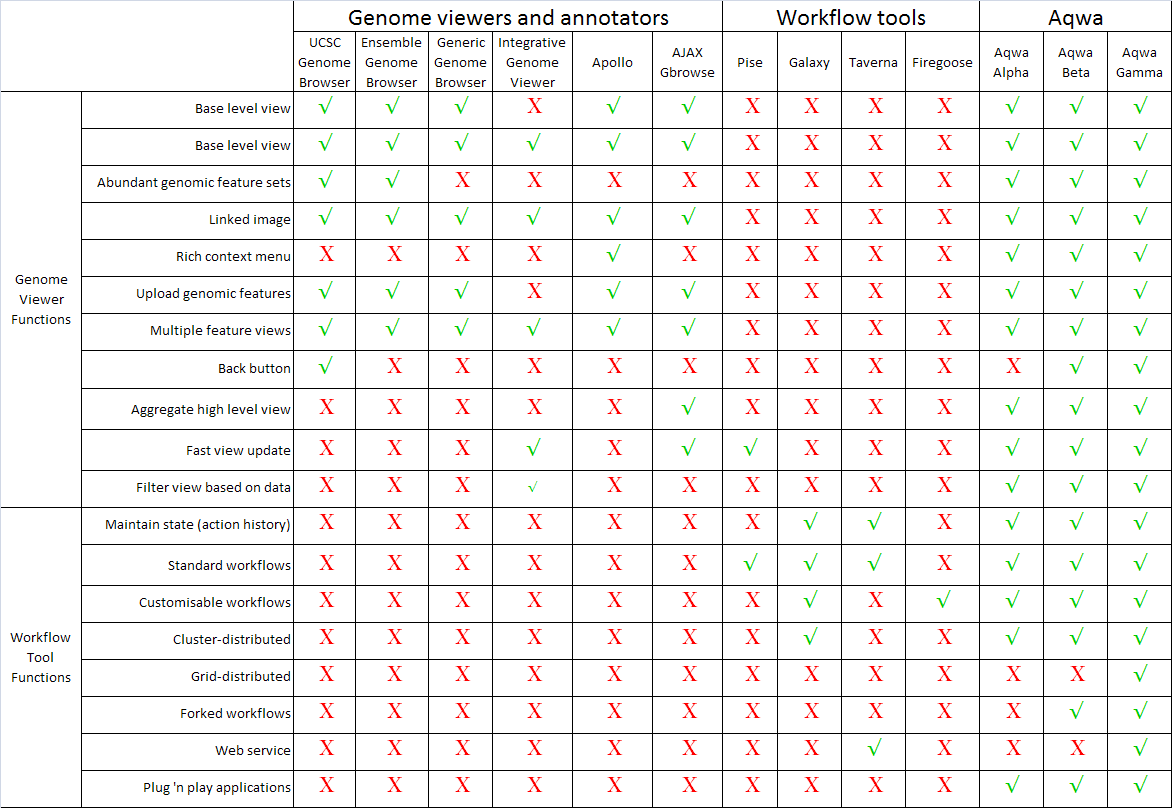 Genome viewers and annotators Workflow tools Aqwa
UCSC Genome Browser Ensemble Genome Browser Generic Genome Browser Integrative Genome Viewer Apollo AJAX Gbrowse Pise Galaxy Taverna Firegoose Aqwa Alpha Aqwa Beta Aqwa Gamma
Genome Viewer Functions
Base level view √ √ √ X √ √ X X X X √ √ √
Base level view √ √ √ √ √ √ X X X X √ √ √
Abundant genomic feature sets √ √ X X X X X X X X √ √ √
Linked image √ √ √ √ √ √ X X X X √ √ √
Rich context menu X X X X √ X X X X X √ √ √
Upload genomic features √ √ √ X √ √ X X X X √ √ √
Multiple feature views √ √ √ √ √ √ X X X X √ √ √
Back button √ X X X X X X X X X X √ √
Aggregate high level view X X X X X √ X X X X √ √ √
Fast view update X X X √ X √ √ X X X √ √ √
Filter view based on data X X X √ X X X X X X √ √ √
Workflow Tool Functions
Maintain state (action history) X X X X X X X √ √ X √ √ √
Standard workflows X X X X X X √ √ √ X √ √ √
Customisable workflows X X X X X X X √ X √ √ √ √
Cluster-distributed X X X X X X X √ X X √ √ √
Grid-distributed X X X X X X X X X X X X √
Forked workflows X X X X X X X X X X X √ √
Web service X X X X X X X X √ X X X √
Plug 'n play applications X X X X X X X X X X √ √ √